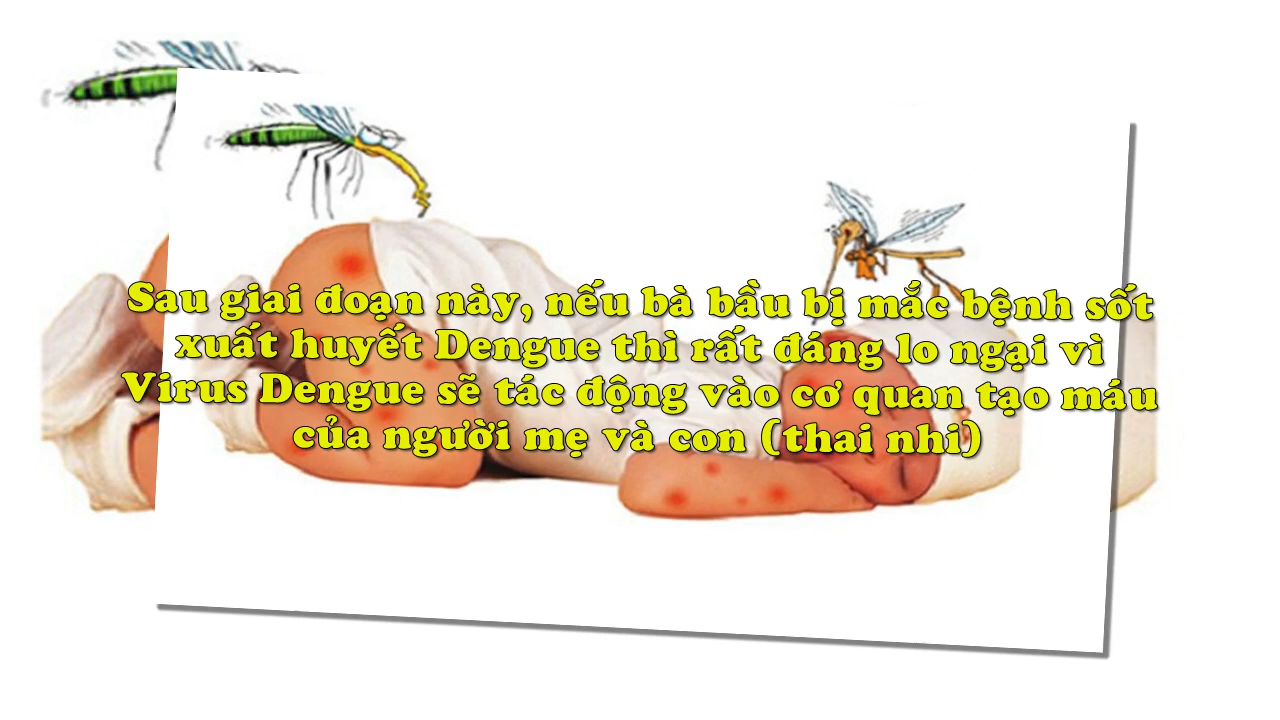 Sau giai đoạn này, nếu bà bầu bị mắc bệnh sốt
xuất huyết Dengue thì rất đáng lo ngại vì
Virus Dengue sẽ tác động vào cơ quan tạo máu
của người mẹ và con (thai nhi)